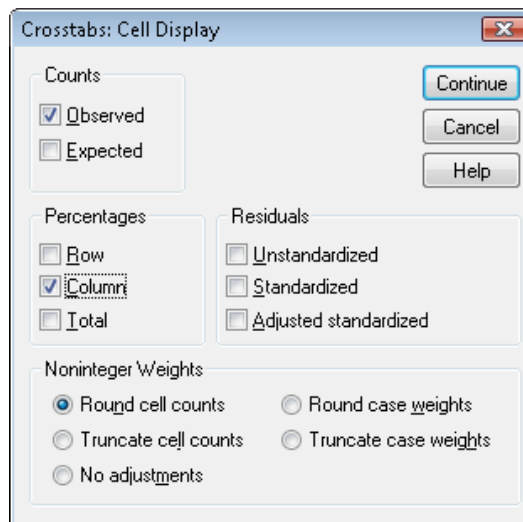 Crosstabs: Cell Display
Counts
Observed
Expected
Continue
Cancel
Help
Percentages
Row
Column
Total
Residuals
Unstandardized
Standardized
Adjusted standardized
Noninteger Weights
Round cell counts
Round case weights
Truncate cell counts
Truncate case weights
No adjustments